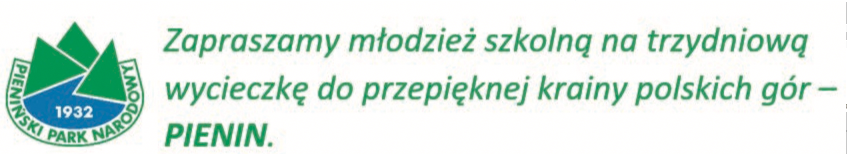 Zapraszamy młodzież szkolną na trzydniową
wycieczkę do przepięknej krainy polskich gór –
PIENIN.
PIENIŃSKI PARK NARODOWY
1932